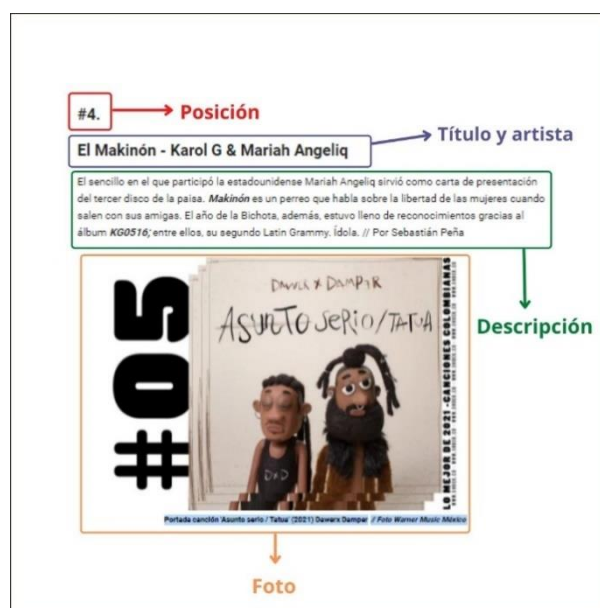 #4.
Posición
El Makinón - Karol G & Mariah Angeliq
Título y artista
El sencillo en el que participó la estadounidense Mariah Angeliq sirvió como carta de presentación
del tercer disco de la paisa. Makinón es un perreo que habla sobre la libertad de las mujeres cuando
salen con sus amigas. El año de la Bichota, además, estuvo lleno de reconocimientos gracias al
álbum KG0516; entre ellos, su segundo Latin Grammy. Ídola. // Por Sebastián Peña
Descripción
#05
DAWER X DAMPER
ASUNTO SERIO/TATUA
DXD
LO MEJOR DE 2021 - CANCIONES COLOMBIANAS
Portada canción 'Asunto serio / Tatua' (2021) Dawerx Damper // Foto Warner Music México
Foto